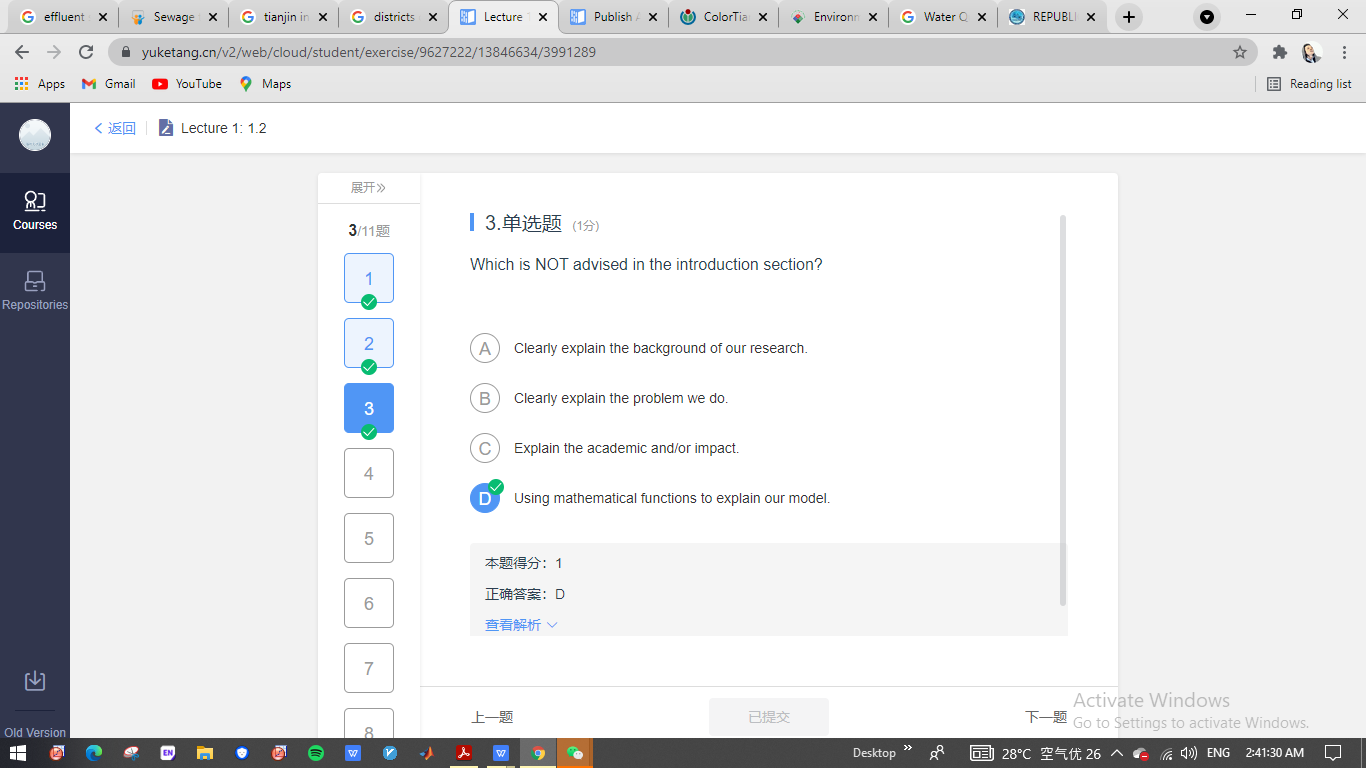 effluent
Sewage
tianjin in
districts
Lecture
Publish
ColorTia
Environ
Water Q
REPUBLI
yuketang.cn/v2/web/cloud/student/exercise/9627222/13846634/3991289
Apps
Gmail
YouTube
Maps
Reading list
返回
Lecture 1: 1.2
Courses
Repositories
Old Version
展开
3/11题
1
2
3
4
5
6
7
8
3.单选题 (1分)
Which is NOT advised in the introduction section?
A Clearly explain the background of our research.
B Clearly explain the problem we do.
C Explain the academic and/or impact.
D Using mathematical functions to explain our model.
本题得分：1
正确答案：D
查看解析
上一题
已提交
下一题
Activate Windows
Go to Settings to activate Windows.
EN
Desktop
28°C 空气优 26
ENG
2:41:30 AM